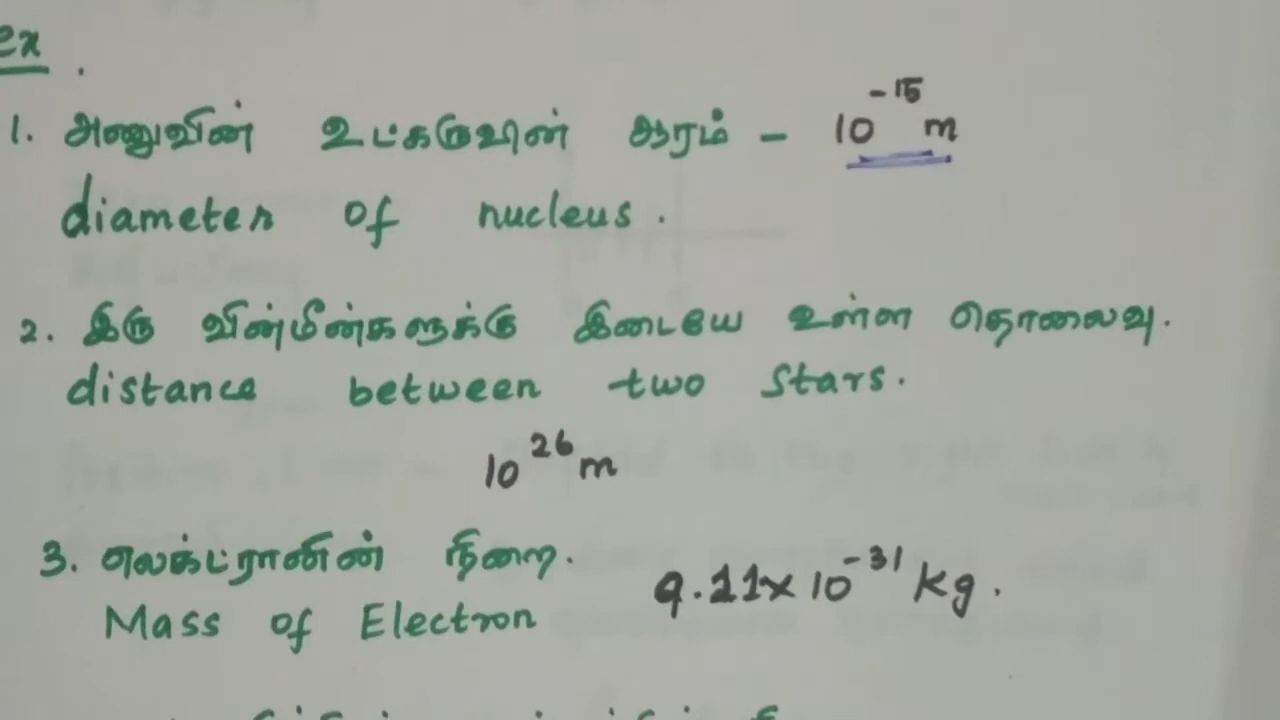 ex.
1. அணுவின் உட்கருவின் ஆரம் - 10⁻¹⁵ m
diameter of nucleus.
2. இரு வின்மீன்களுக்கு இடையே உள்ள தொலைவு.
distance between two stars.
10²⁶ m
3. எலக்ட்ரானின் நிறை.
9.11x 10⁻³¹ kg.
Mass of Electron